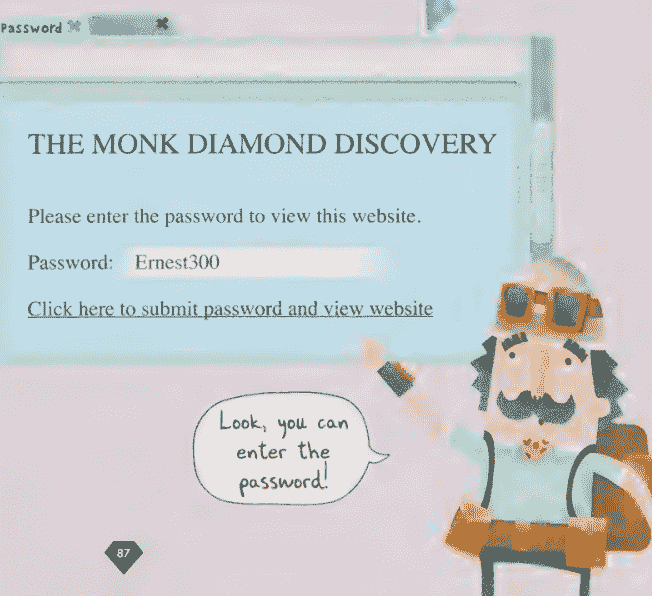 Password
THE MONK DIAMOND DISCOVERY
Please enter the password to view this website.
Password: Ernest300
Click here to submit password and view website
Look, you can
enter the
password!
87